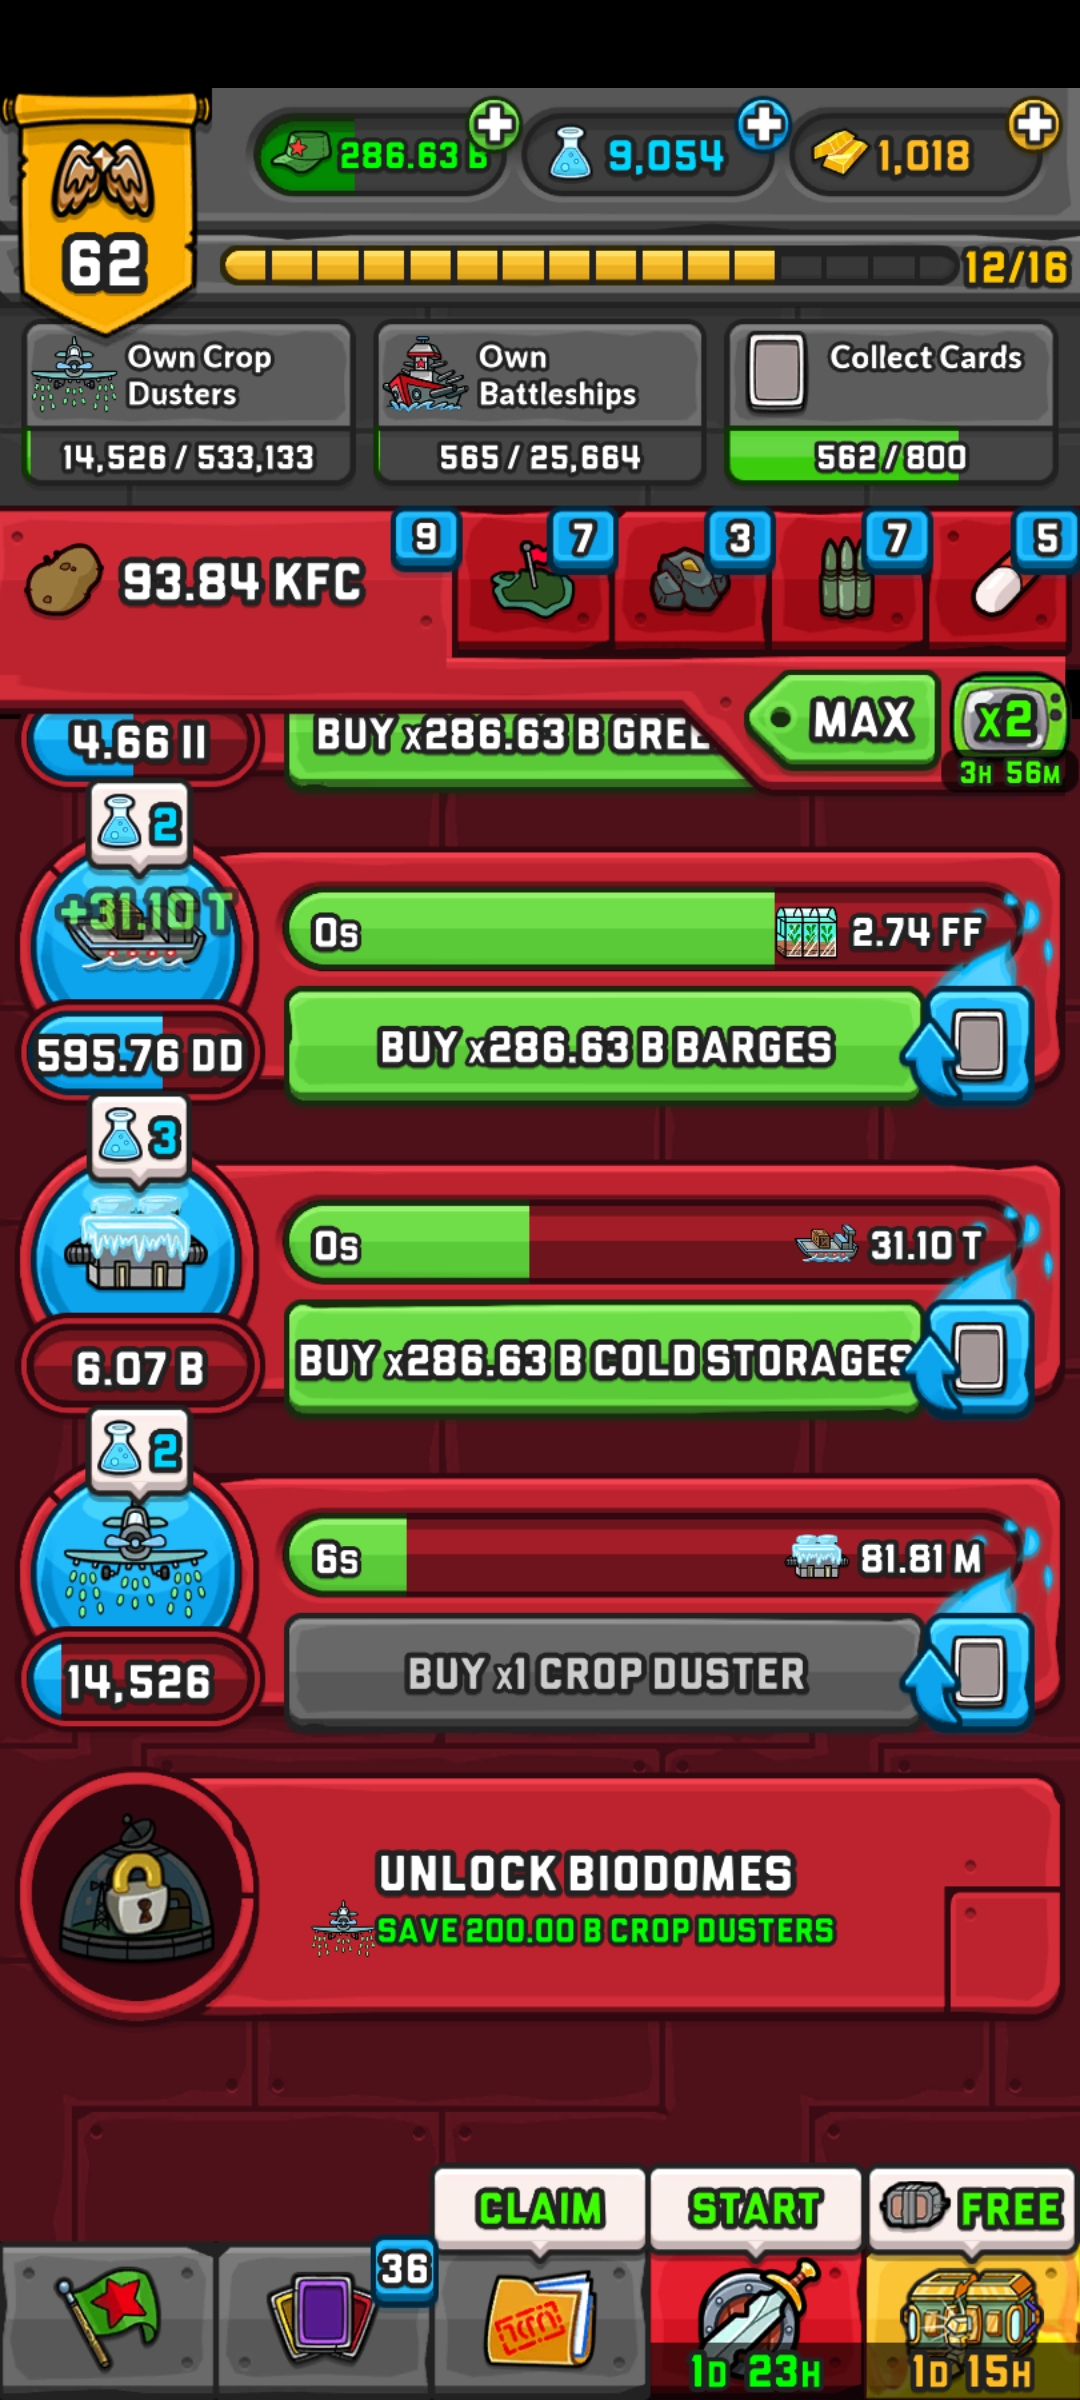 62
286.63 B
9,054
1,018
12/16
Own Crop
Dusters
14,526 / 533,133
Own
Battleships
565 / 25,664
Collect Cards
562 / 800
93.84 KFC
9
7
3
7
5
MAX
x2
3H 56M
4.66 II
BUY x286.63 B GREE
2
+31.10 T
0s
2.74 FF
595.76 DD
BUY x286.63 B BARGES
3
0s
31.10 T
6.07 B
BUY x286.63 B COLD STORAGES
2
6s
81.81 M
14,526
BUY x1 CROP DUSTER
UNLOCK BIODOMES
SAVE 200.00 B CROP DUSTERS
CLAIM
START
FREE
36
1D 23H
1D 15H